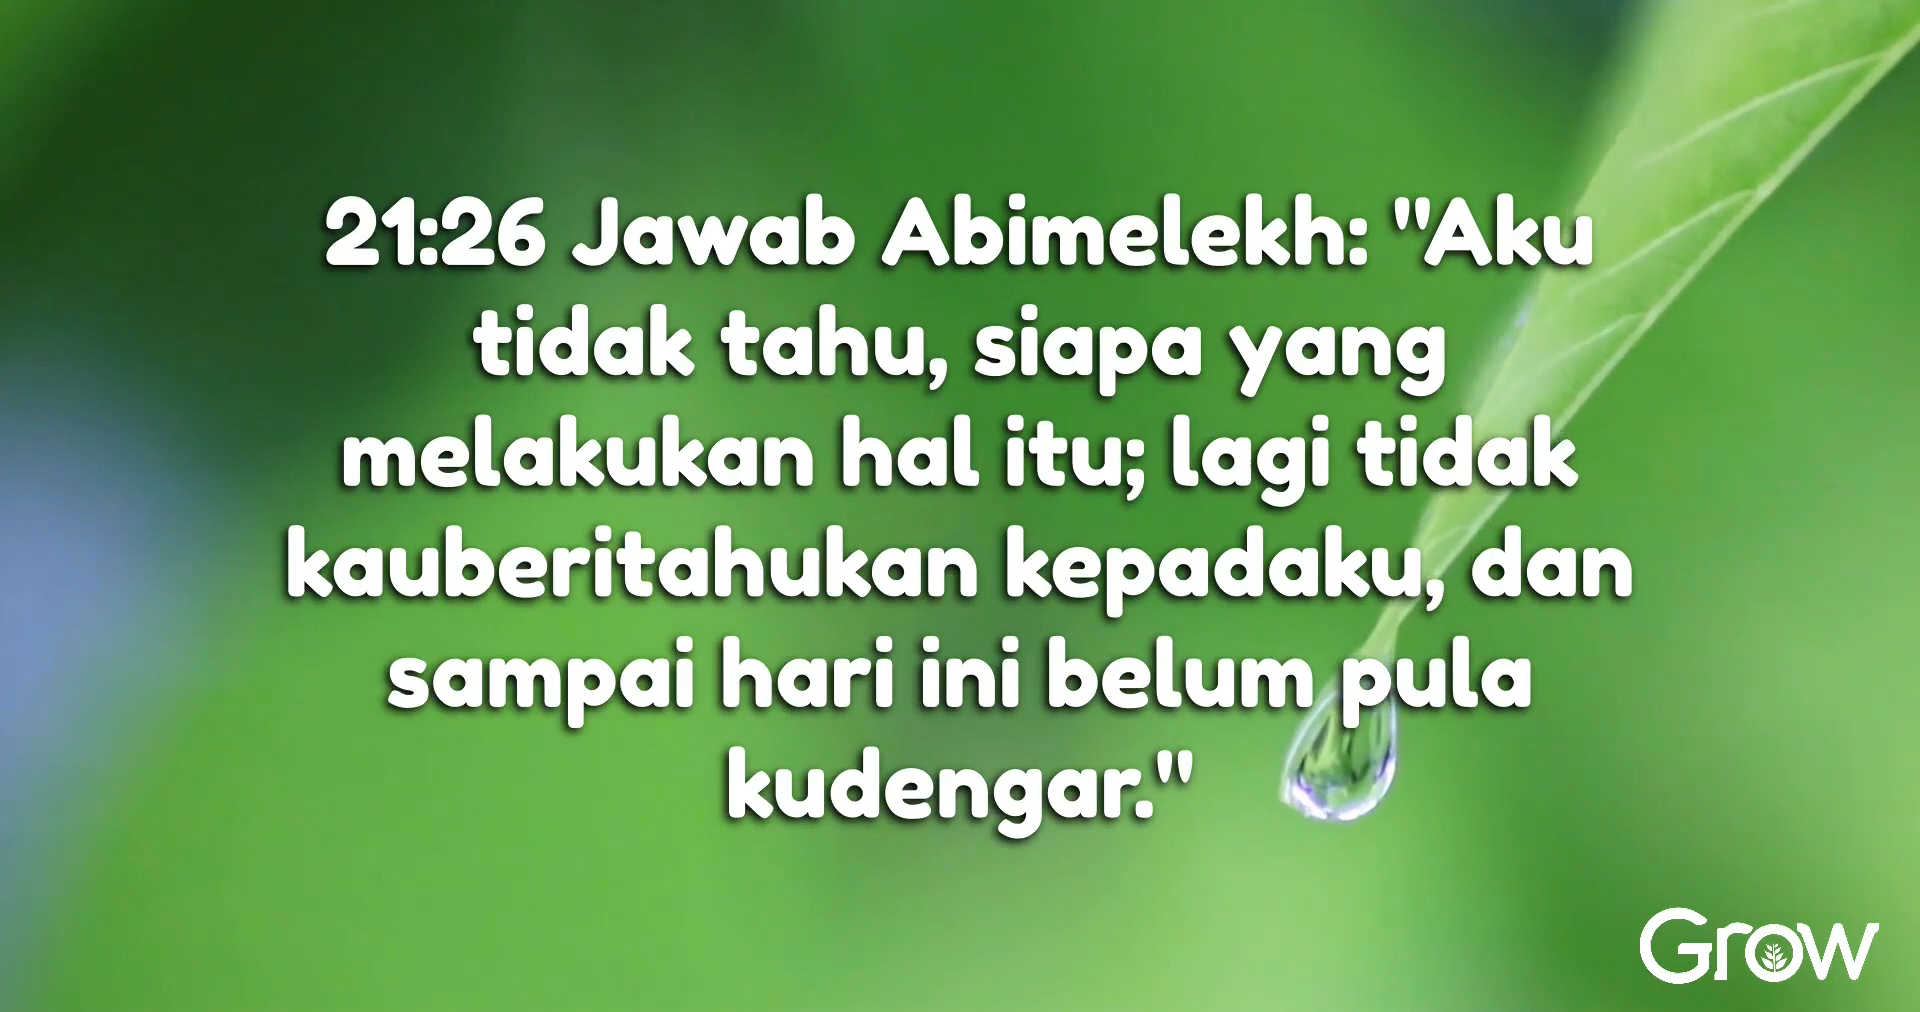 21:26 Jawab Abimelekh: "Aku
tidak tahu, siapa yang
melakukan hal itu; lagi tidak
kauberitahukan kepadaku, dan
sampai hari ini belum pula
kudengar."
Grow